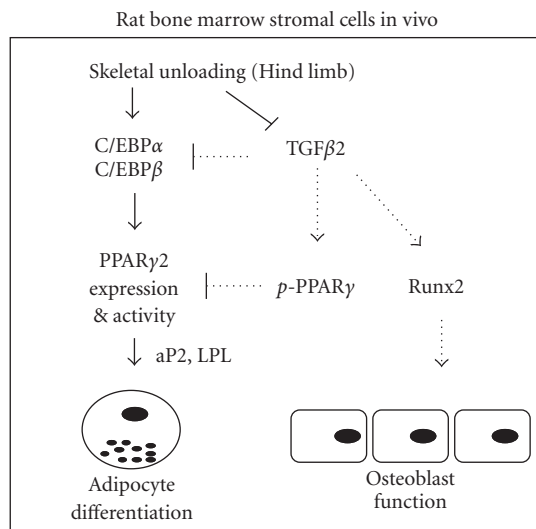 Rat bone marrow stromal cells in vivo
Skeletal unloading (Hind limb)
C/EBPα
C/EBPβ
TGFβ2
PPARγ2
expression
& activity
p-PPARγ
Runx2
aP2, LPL
Adipocyte
differentiation
Osteoblast
function